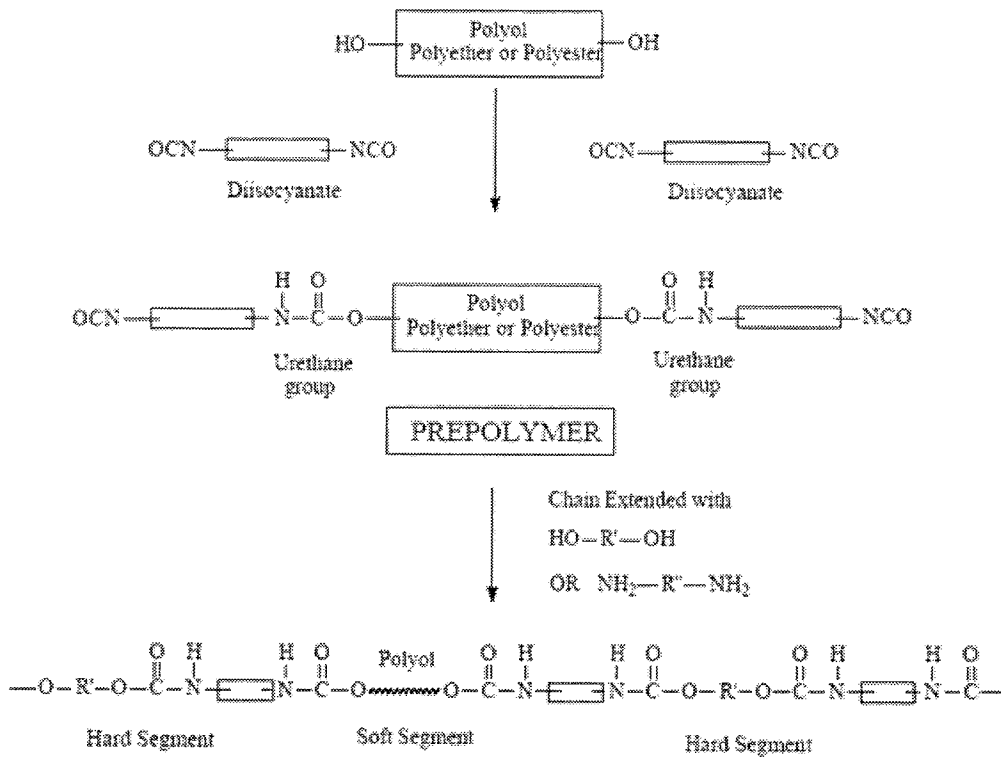 Polyol
HO Polyether or Polyester OH
OCN NCO OCN NCO
Diisocyanate Diisocyanate
H O O H
Polyol
OCN N—C—O Polyether or Polyester O—C—N NCO
Urethane group
Urethane group
PREPOLYMER
Chain Extended with
HO—R'—OH
OR NH₂—R''—NH₂
O H H O Polyol O H H O O H H O
—O—R'—O—C—N N—C—O O—C—N N—C—O—R'—O—C—N N—C—
Hard Segment Soft Segment Hard Segment